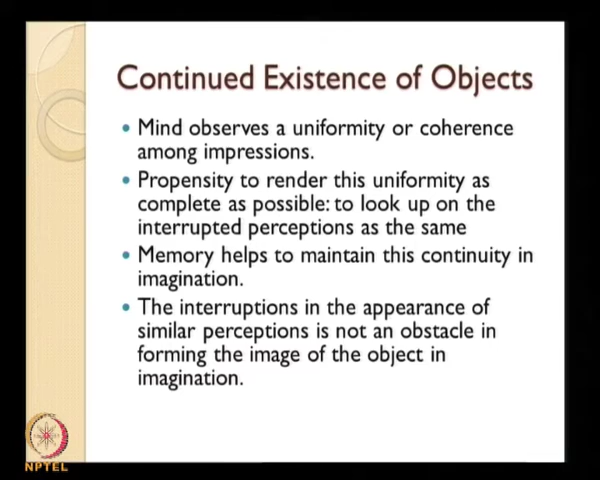 Continued Existence of Objects
• Mind observes a uniformity or coherence
among impressions.
• Propensity to render this uniformity as
complete as possible: to look up on the
interrupted perceptions as the same
• Memory helps to maintain this continuity in
imagination.
• The interruptions in the appearance of
similar perceptions is not an obstacle in
forming the image of the object in
imagination.
NPTEL